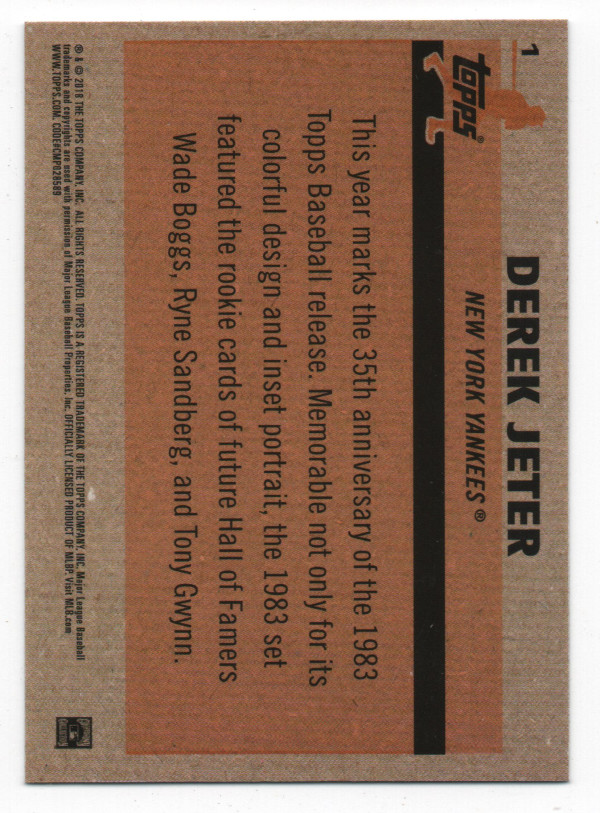 1
topps®
DEREK JETER
NEW YORK YANKEES®
This year marks the 35th anniversary of the 1983
Topps Baseball release. Memorable not only for its
colorful design and inset portrait, the 1983 set
featured the rookie cards of future Hall of Famers
Wade Boggs, Ryne Sandberg, and Tony Gwynn.
® & © 2018 THE TOPPS COMPANY, INC. ALL RIGHTS RESERVED. TOPPS IS A REGISTERED TRADEMARK OF THE TOPPS COMPANY, INC. Major League Baseball
trademarks and copyrights are used with permission of Major League Baseball Properties, Inc. OFFICIALLY LICENSED PRODUCT OF MLBP. Visit MLB.com
WWW.TOPPS.COM. CODE#CMP028589